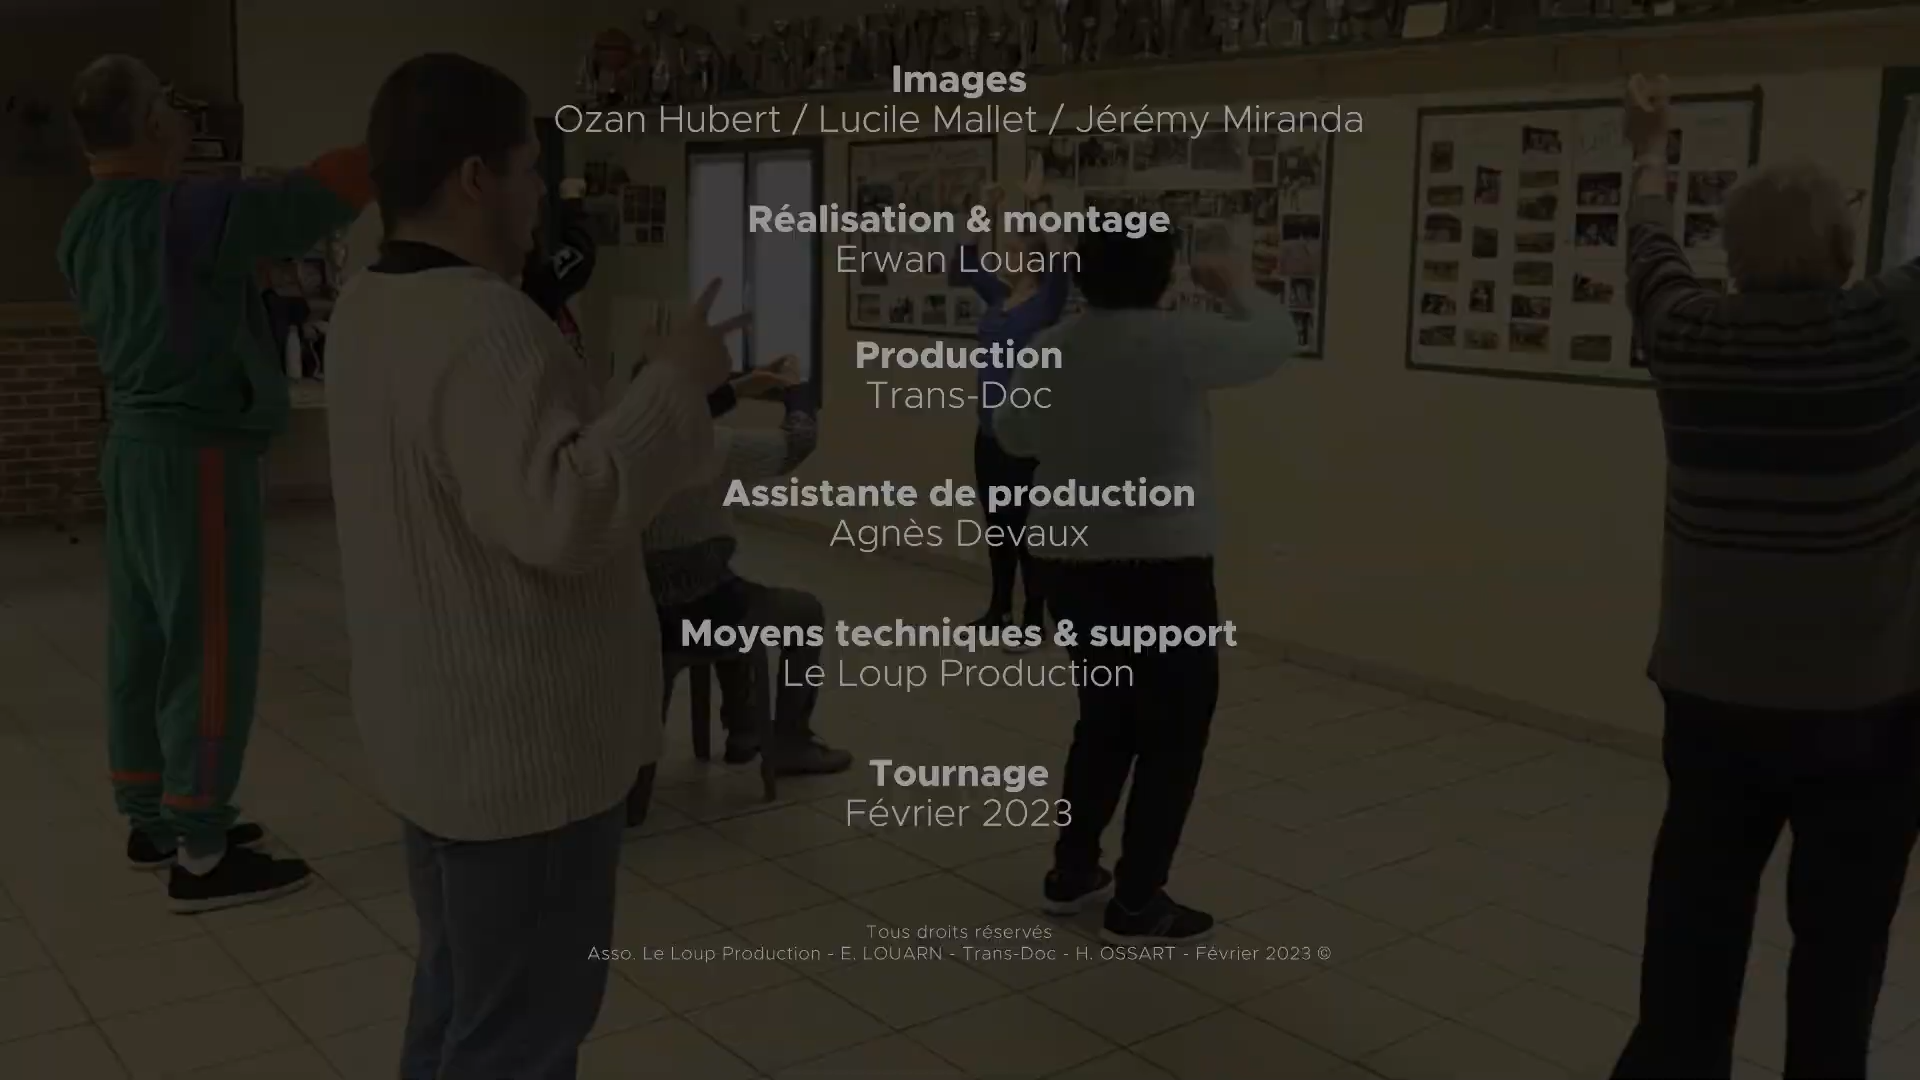 Images
Ozan Hubert / Lucile Mallet / Jérémy Miranda
Réalisation & montage
Erwan Louarn
Production
Trans-Doc
Assistante de production
Agnès Devaux
Moyens techniques & support
Le Loup Production
Tournage
Février 2023
Tous droits réservés
Asso. Le Loup Production - E. LOUARN - Trans-Doc - H. OSSART - Février 2023 ©